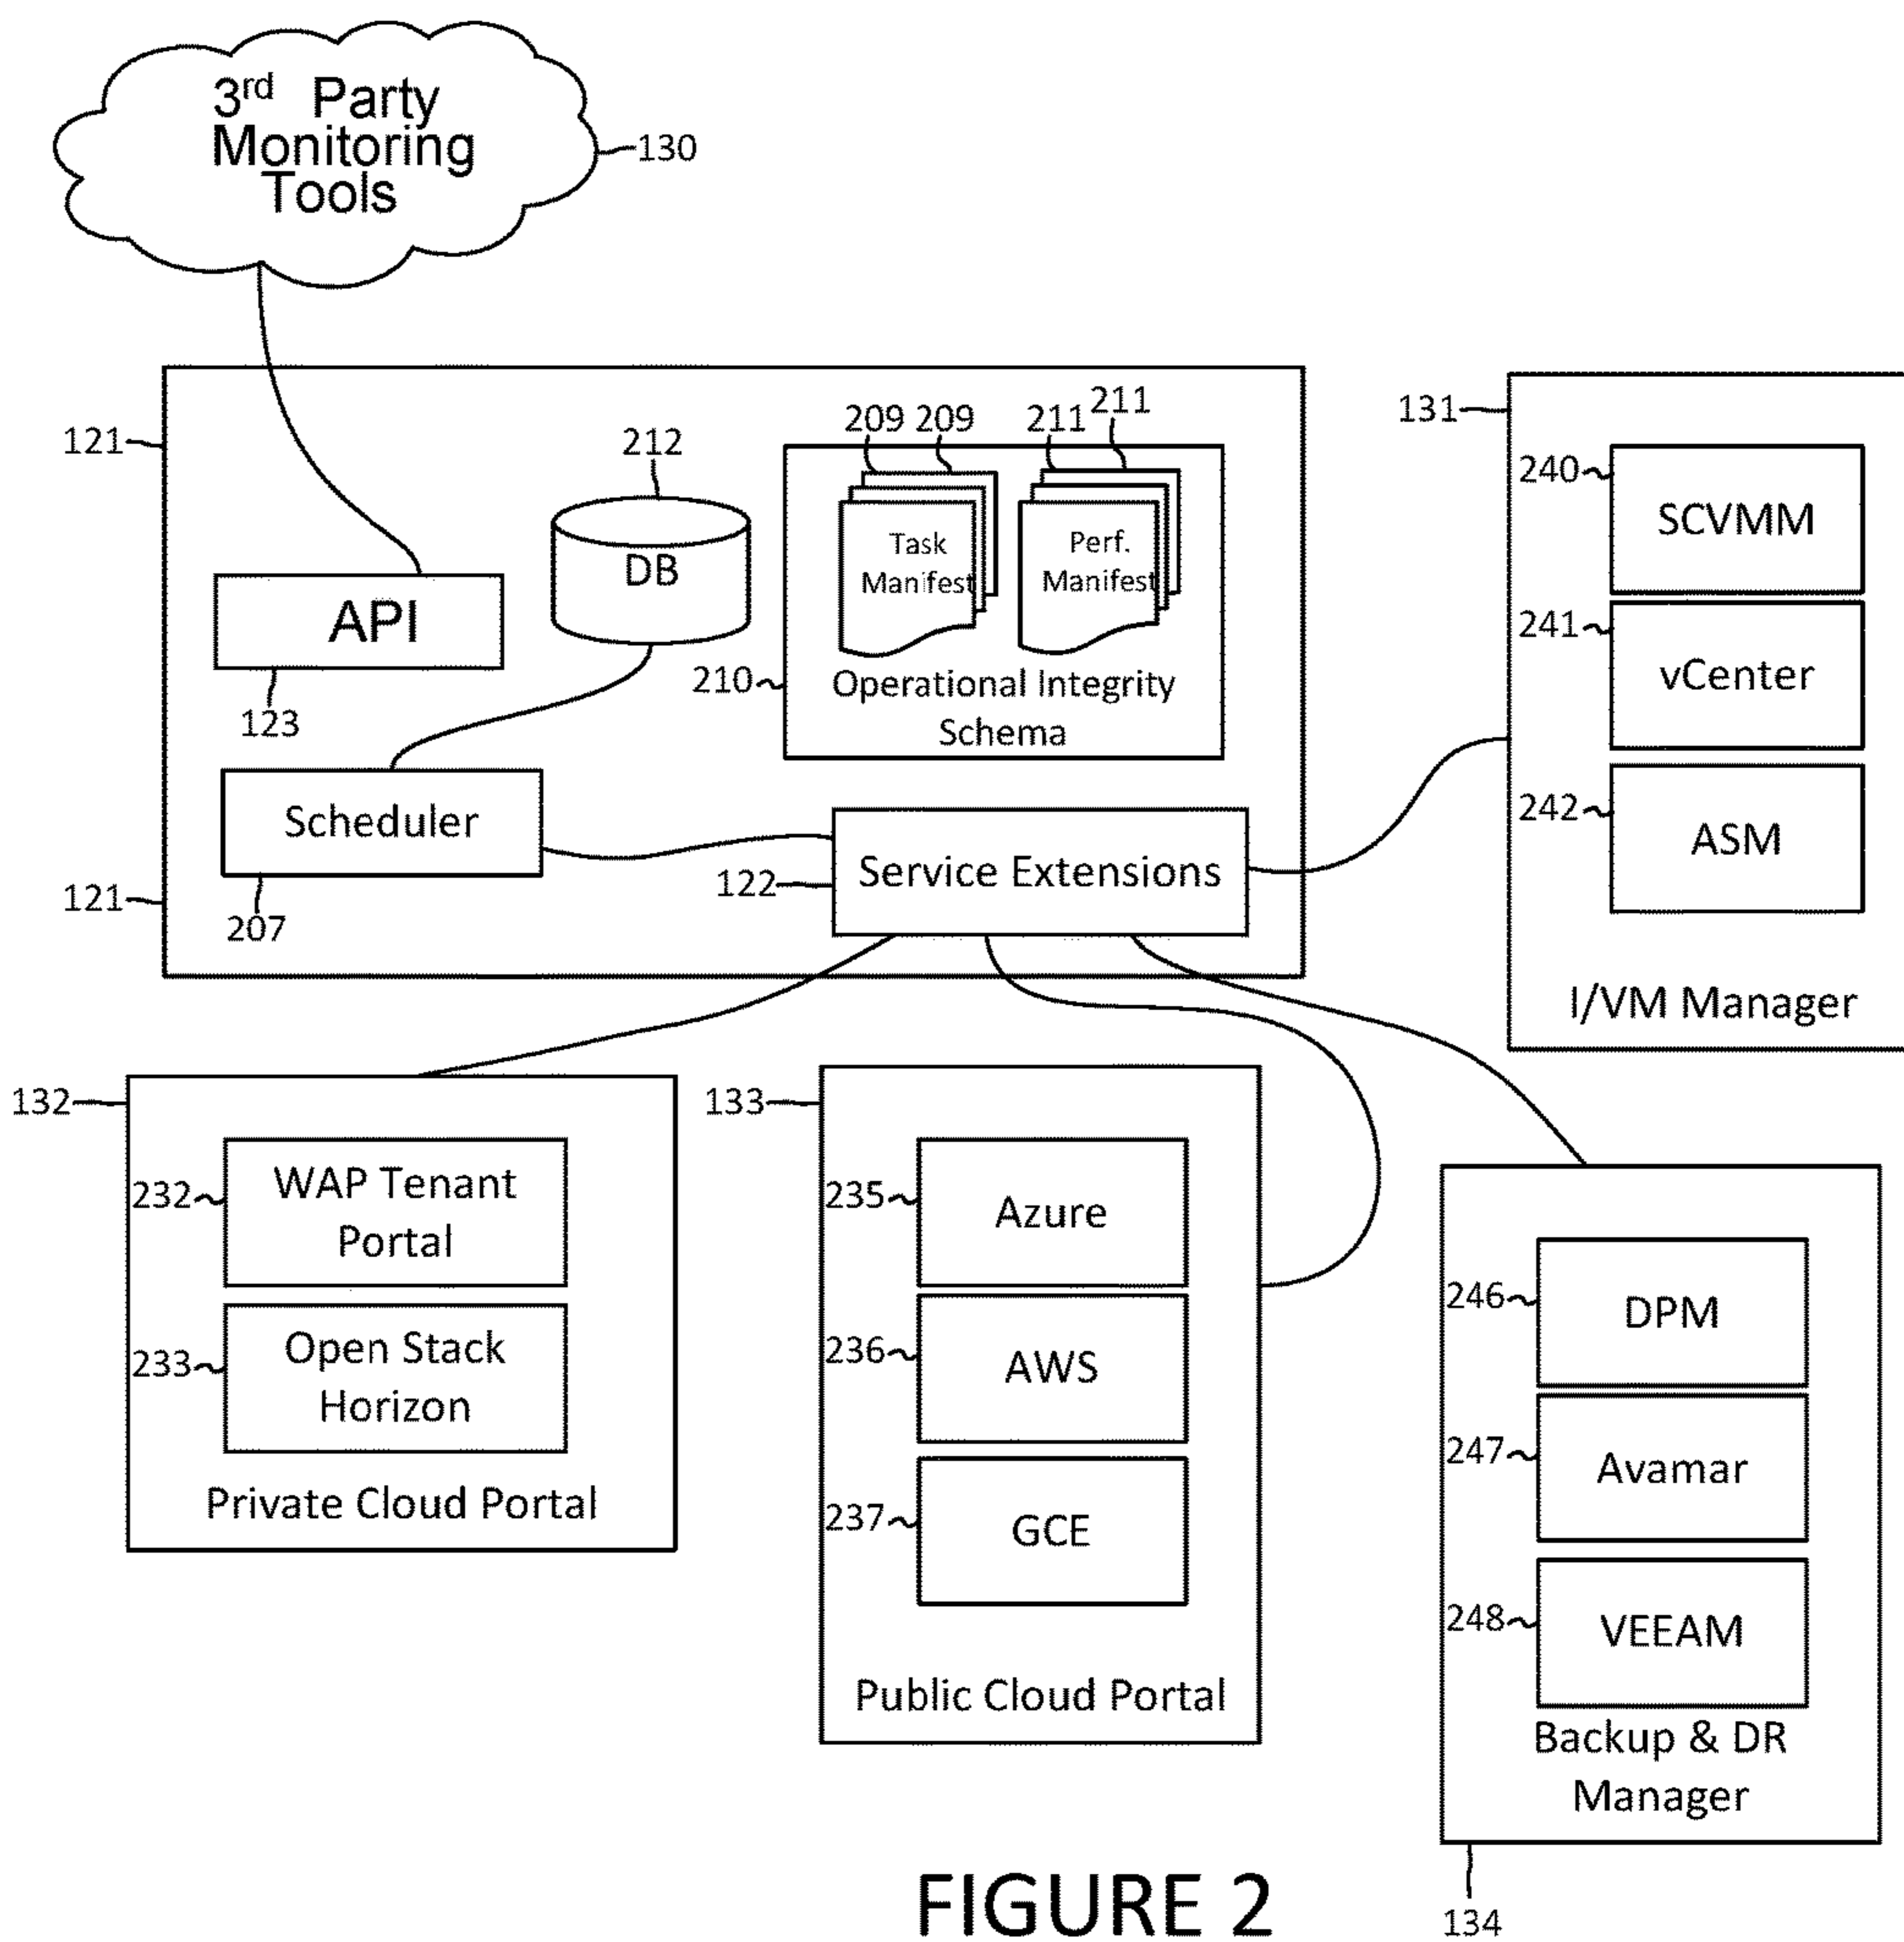 3rd Party
Monitoring
Tools
130
121
212
209 209 211 211
DB
Task
Manifest
Perf.
Manifest
API
123
210
Operational Integrity
Schema
Scheduler
207
121
122
Service Extensions
131
240
SCVMM
241
vCenter
242
ASM
I/VM Manager
132
232
WAP Tenant
Portal
233
Open Stack
Horizon
Private Cloud Portal
133
235
Azure
236
AWS
237
GCE
Public Cloud Portal
246
DPM
247
Avamar
248
VEEAM
Backup & DR
Manager
134
FIGURE 2